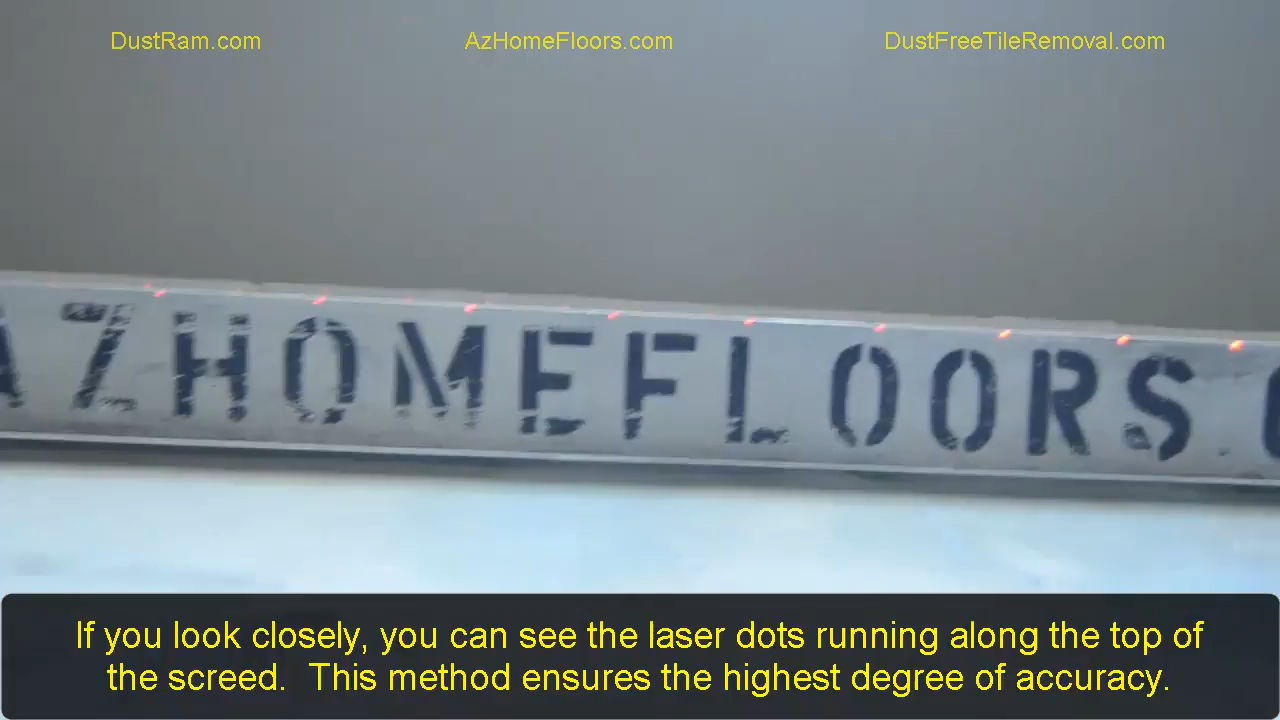 DustRam.com AzHomeFloors.com DustFreeTileRemoval.com
AZHOMEFLOORS.
If you look closely, you can see the laser dots running along the top of
the screed. This method ensures the highest degree of accuracy.